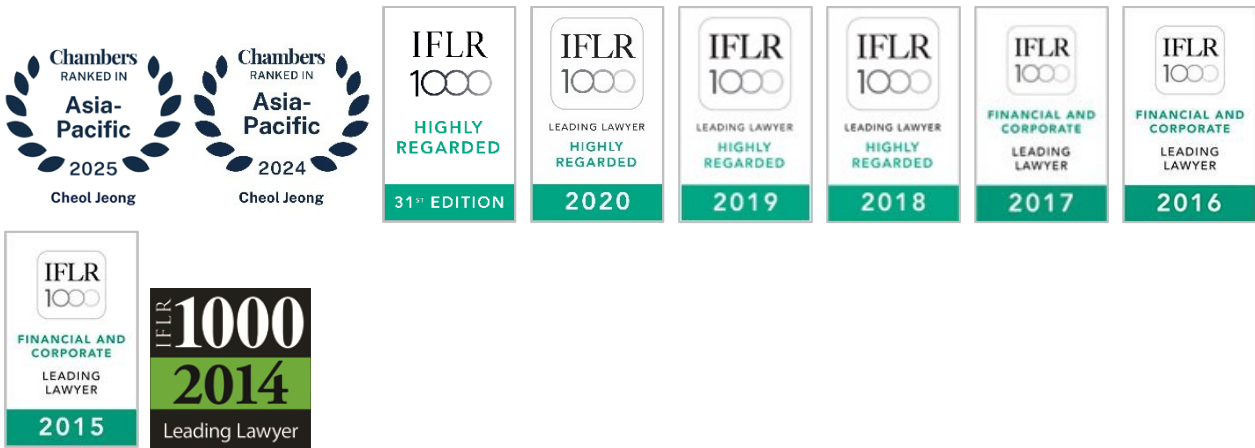 Chambers
RANKED IN
Asia-
Pacific
2025
Cheol Jeong
Chambers
RANKED IN
Asia-
Pacific
2024
Cheol Jeong
IFLR
1000
HIGHLY
REGARDED
31ST EDITION
IFLR
1000
LEADING LAWYER
HIGHLY
REGARDED
2020
IFLR
1000
LEADING LAWYER
HIGHLY
REGARDED
2019
IFLR
1000
LEADING LAWYER
HIGHLY
REGARDED
2018
IFLR
1000
FINANCIAL AND
CORPORATE
LEADING
LAWYER
2017
IFLR
1000
FINANCIAL AND
CORPORATE
LEADING
LAWYER
2016
IFLR
1000
FINANCIAL AND
CORPORATE
LEADING
LAWYER
2015
IFLR
1000
2014
Leading Lawyer